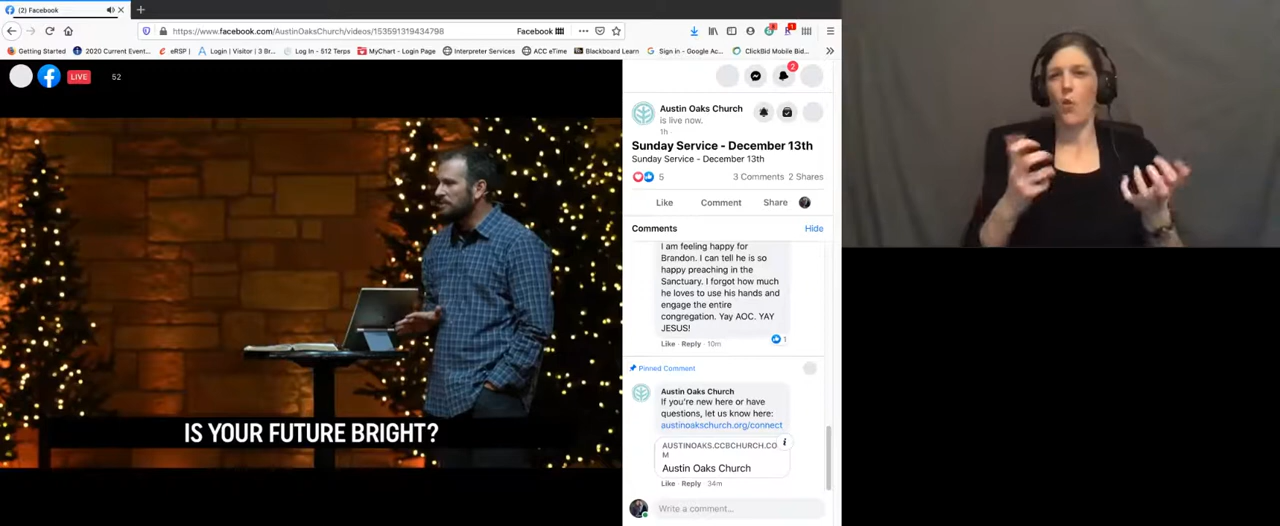 (2) Facebook
https://www.facebook.com/AustinOaksChurch/videos/153591319434798
Facebook
Getting Started
2020 Current Event...
eRSP |
Login | Visitor | 3 Br...
Log In - 512 Terps
MyChart - Login Page
Interpreter Services
ACC eTime
Blackboard Learn
Sign in - Google Ac...
ClickBid Mobile Bid...
LIVE
52
2
Austin Oaks Church
is live now.
1h
Sunday Service - December 13th
Sunday Service - December 13th
5
3 Comments 2 Shares
Like
Comment
Share
Comments
Hide
I am feeling happy for
Brandon. I can tell he is so
happy preaching in the
Sanctuary. I forgot how much
he loves to use his hands and
engage the entire
congregation. Yay AOC. YAY
JESUS!
1
Like · Reply · 10m
Pinned Comment
Austin Oaks Church
If you're new here or have
questions, let us know here:
austinoakschurch.org/connect
AUSTINOAKS.CCBCHURCH.CO
M
Austin Oaks Church
Like · Reply · 34m
Write a comment...
IS YOUR FUTURE BRIGHT?